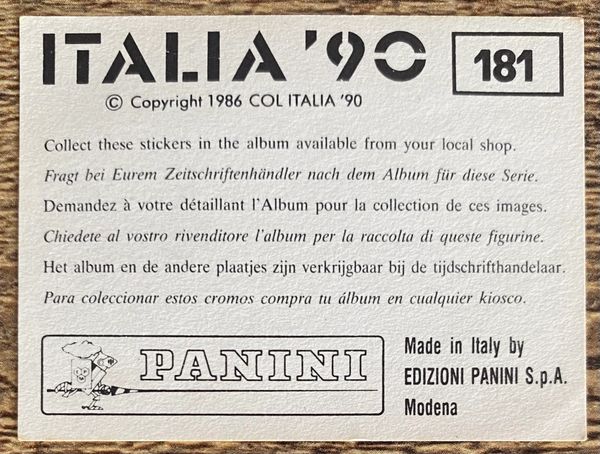 ITALIA '90
181
© Copyright 1986 COL ITALIA '90
Collect these stickers in the album available from your local shop.
Fragt bei Eurem Zeitschriftenhändler nach dem Album für diese Serie.
Demandez à votre détaillant l'Album pour la collection de ces images.
Chiedete al vostro rivenditore l'album per la raccolta di queste figurine.
Het album en de andere plaatjes zijn verkrijgbaar bij de tijdschrifthandelaar.
Para coleccionar estos cromos compra tu álbum en cualquier kiosco.
PANINI
Made in Italy by
EDIZIONI PANINI S.p.A.
Modena